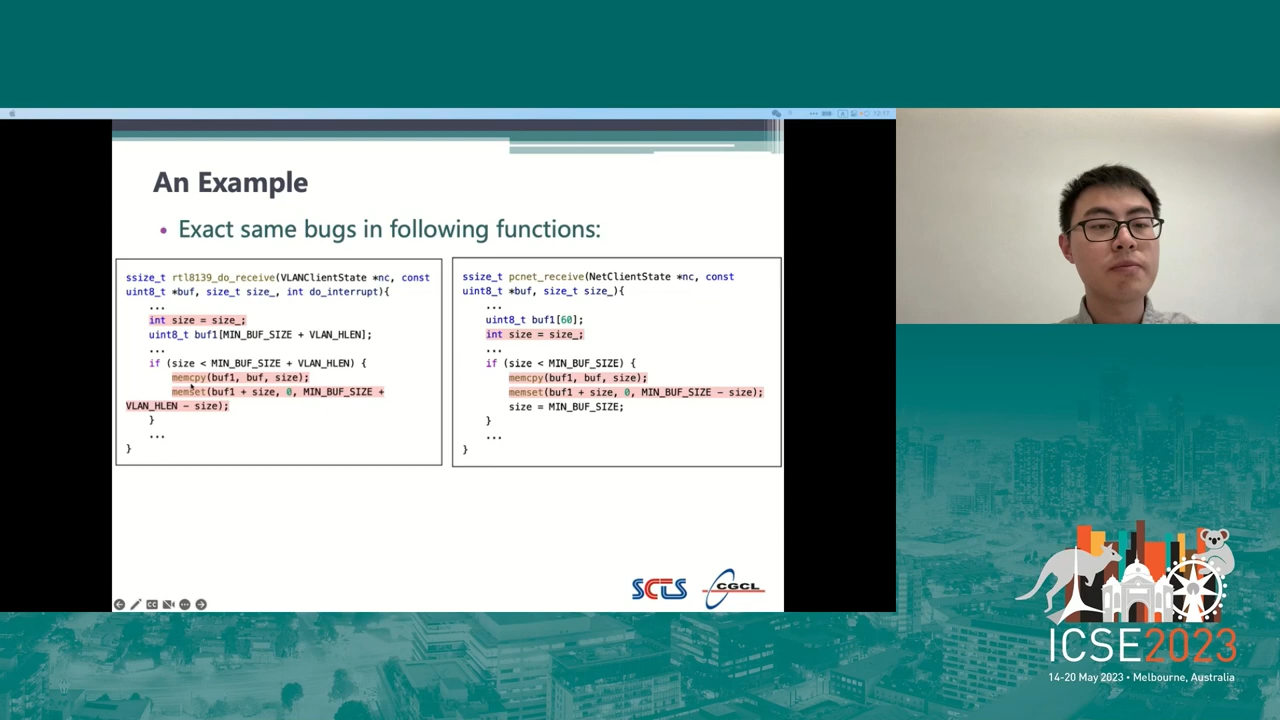 An Example
• Exact same bugs in following functions:
ssize_t rtl8139_do_receive(VLANClientState *nc, const
uint8_t *buf, size_t size_, int do_interrupt){
...
int size = size_;
uint8_t buf1[MIN_BUF_SIZE + VLAN_HLEN];
...
if (size < MIN_BUF_SIZE + VLAN_HLEN) {
memcpy(buf1, buf, size);
memset(buf1 + size, 0, MIN_BUF_SIZE +
VLAN_HLEN - size);
}
...
}
ssize_t pcnet_receive(NetClientState *nc, const
uint8_t *buf, size_t size_){
...
uint8_t buf1[60];
int size = size_;
...
if (size < MIN_BUF_SIZE) {
memcpy(buf1, buf, size);
memset(buf1 + size, 0, MIN_BUF_SIZE - size);
size = MIN_BUF_SIZE;
}
...
}
SCTS
CGCL
ICSE2023
14-20 May 2023 • Melbourne, Australia